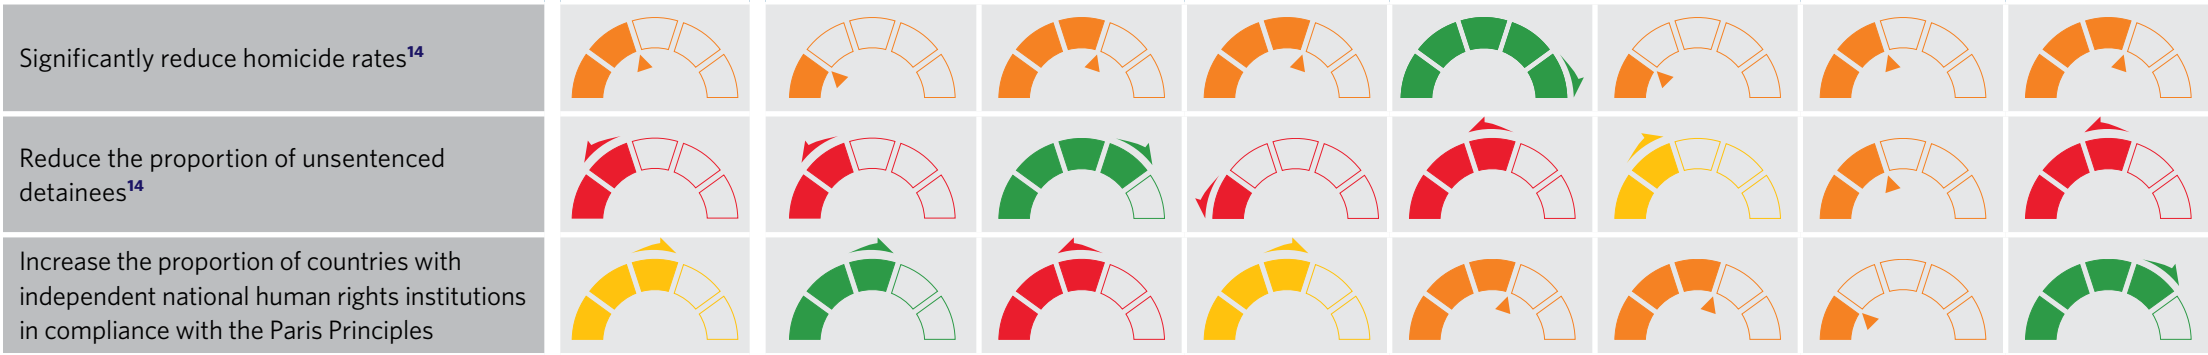 Significantly reduce homicide rates14
Reduce the proportion of unsentenced
detainees14
Increase the proportion of countries with
independent national human rights institutions
in compliance with the Paris Principles